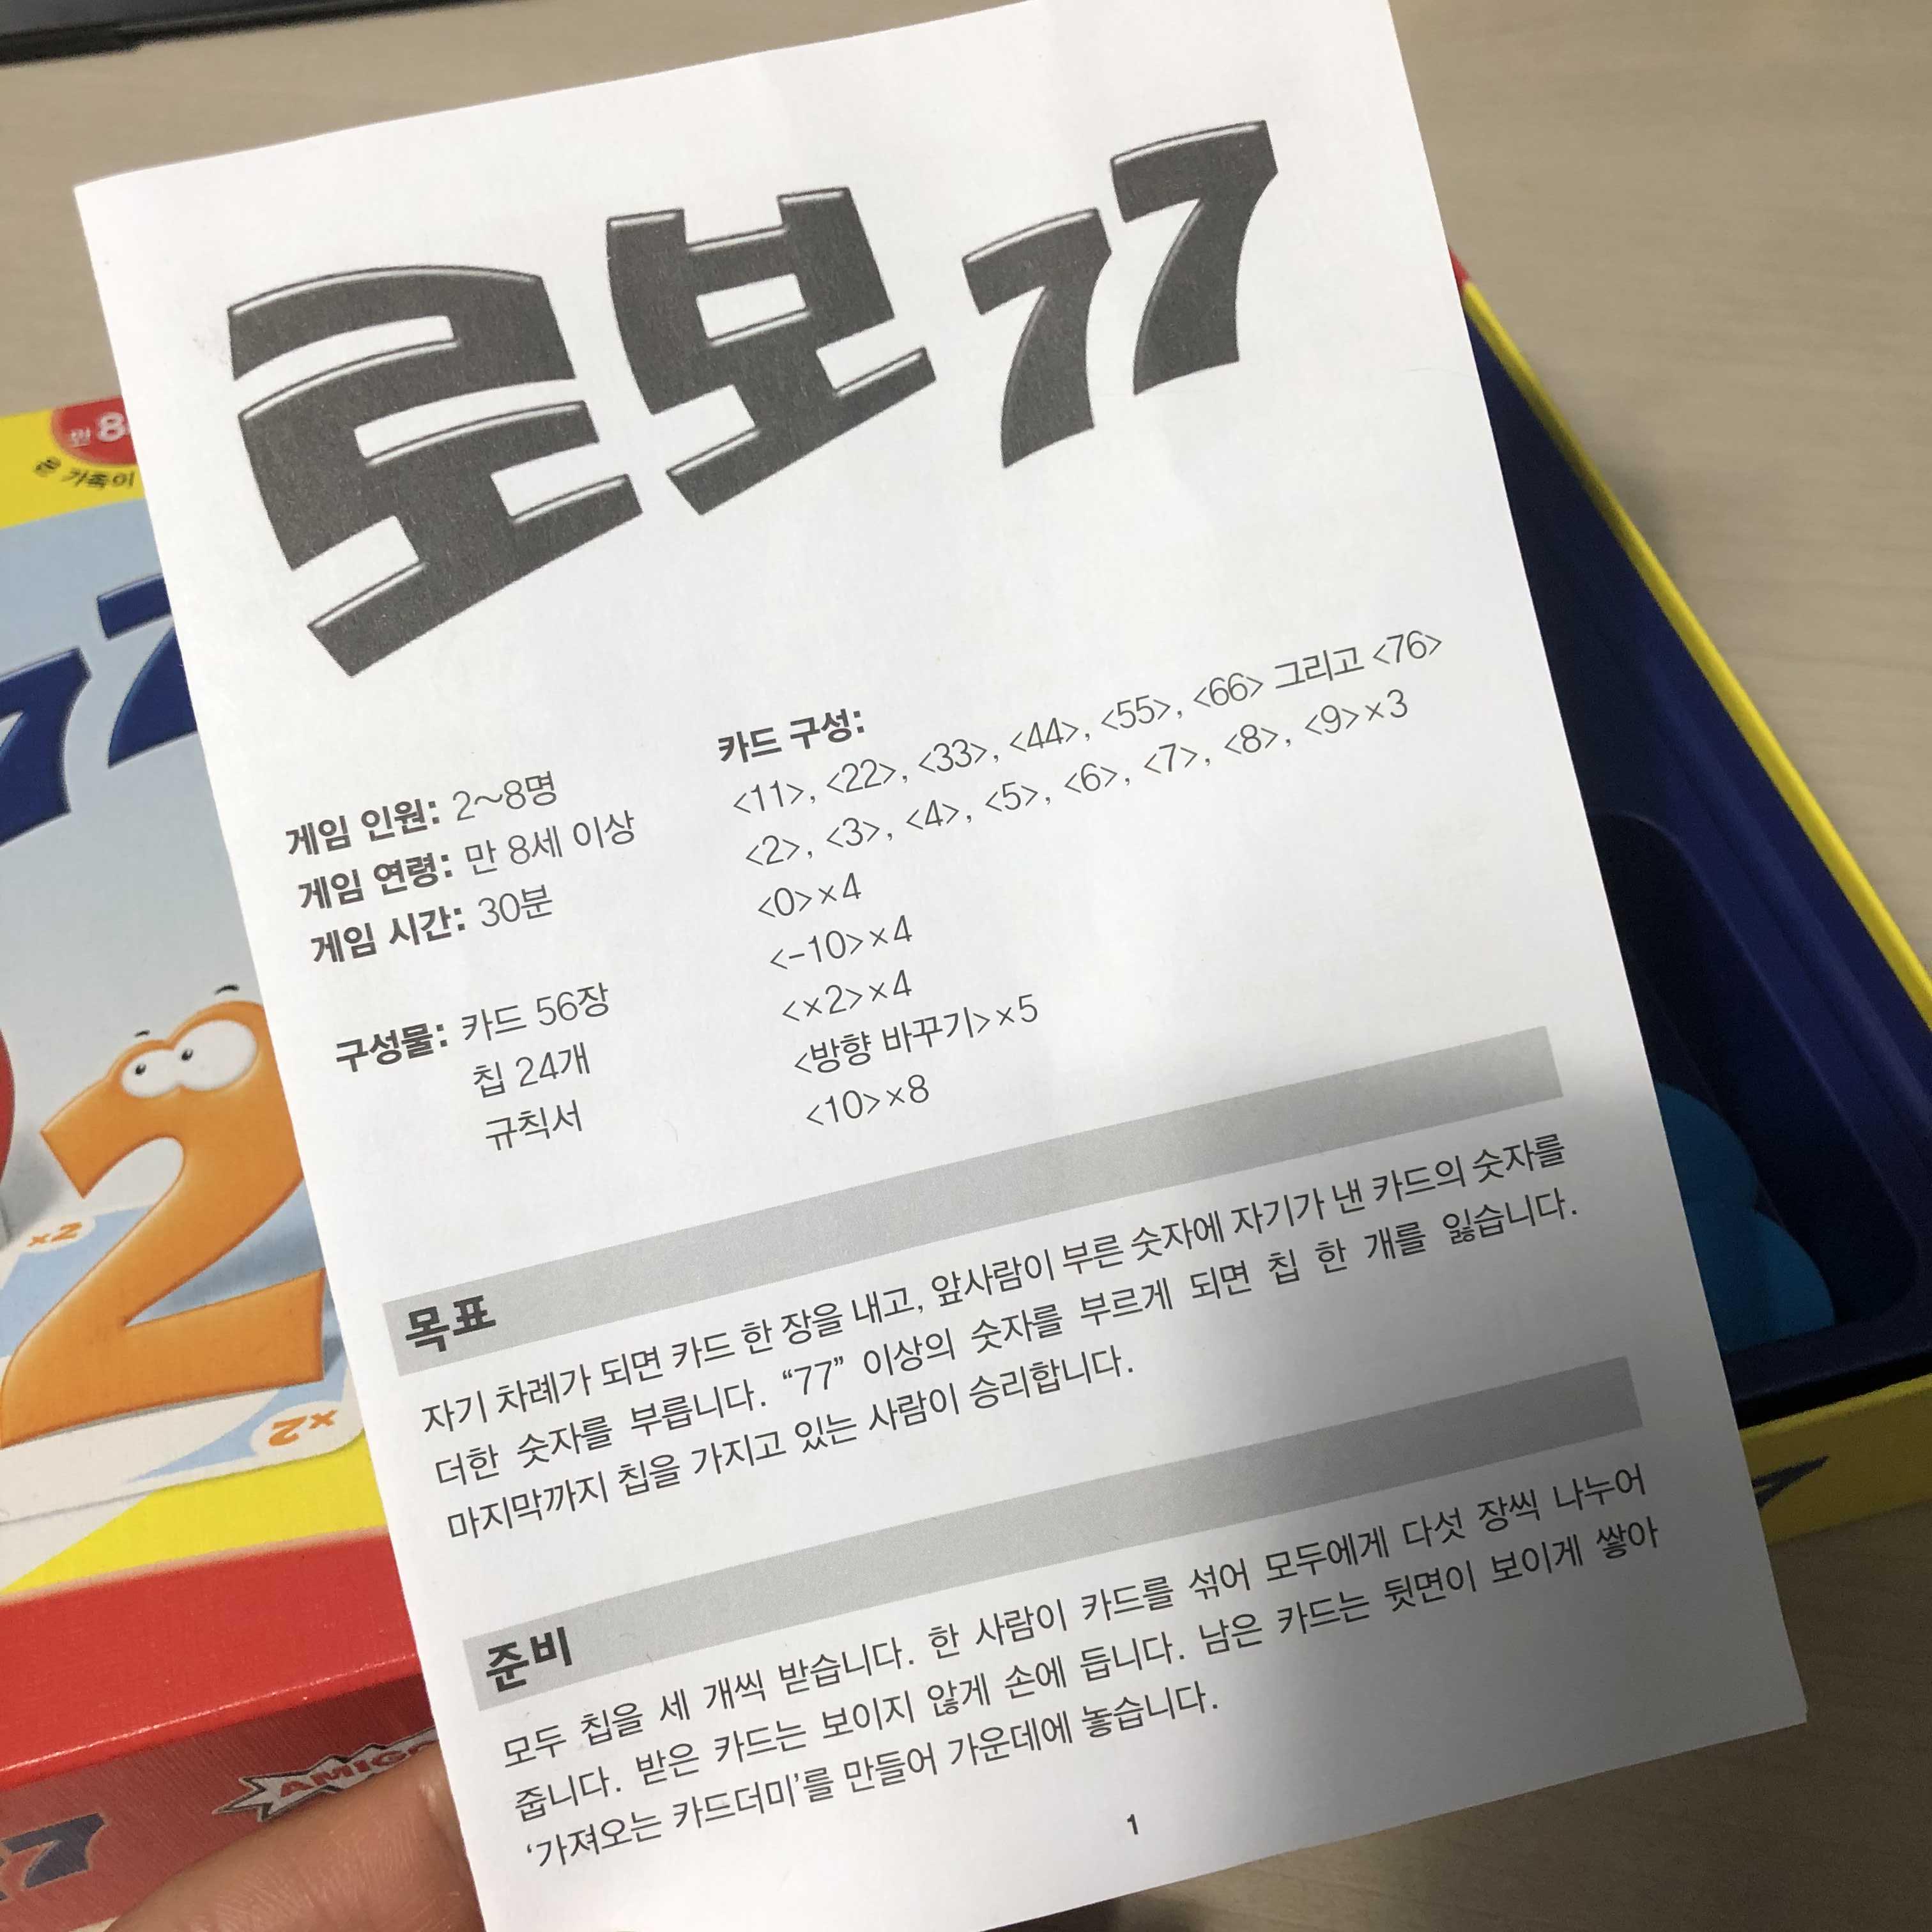 로보 77
게임 인원: 2~8명
게임 연령: 만 8세 이상
게임 시간: 30분
구성물: 카드 56장
칩 24개
규칙서
카드 구성:
<11>, <22>, <33>, <44>, <55>, <66> 그리고 <76>
<2>, <3>, <4>, <5>, <6>, <7>, <8>, <9>×3
<0>×4
<-10>×4
<×2>×4
<방향 바꾸기>×5
<10>×8
목표
자기 차례가 되면 카드 한 장을 내고, 앞사람이 부른 숫자에 자기가 낸 카드의 숫자를
더한 숫자를 부릅니다. “77” 이상의 숫자를 부르게 되면 칩 한 개를 잃습니다.
마지막까지 칩을 가지고 있는 사람이 승리합니다.
준비
모두 칩을 세 개씩 받습니다. 한 사람이 카드를 섞어 모두에게 다섯 장씩 나누어
줍니다. 받은 카드는 보이지 않게 손에 듭니다. 남은 카드는 뒷면이 보이게 쌓아
‘가져오는 카드더미’를 만들어 가운데에 놓습니다.
1
만 8
온 가족이
77
2
×2
×2
AMIGO
7
7